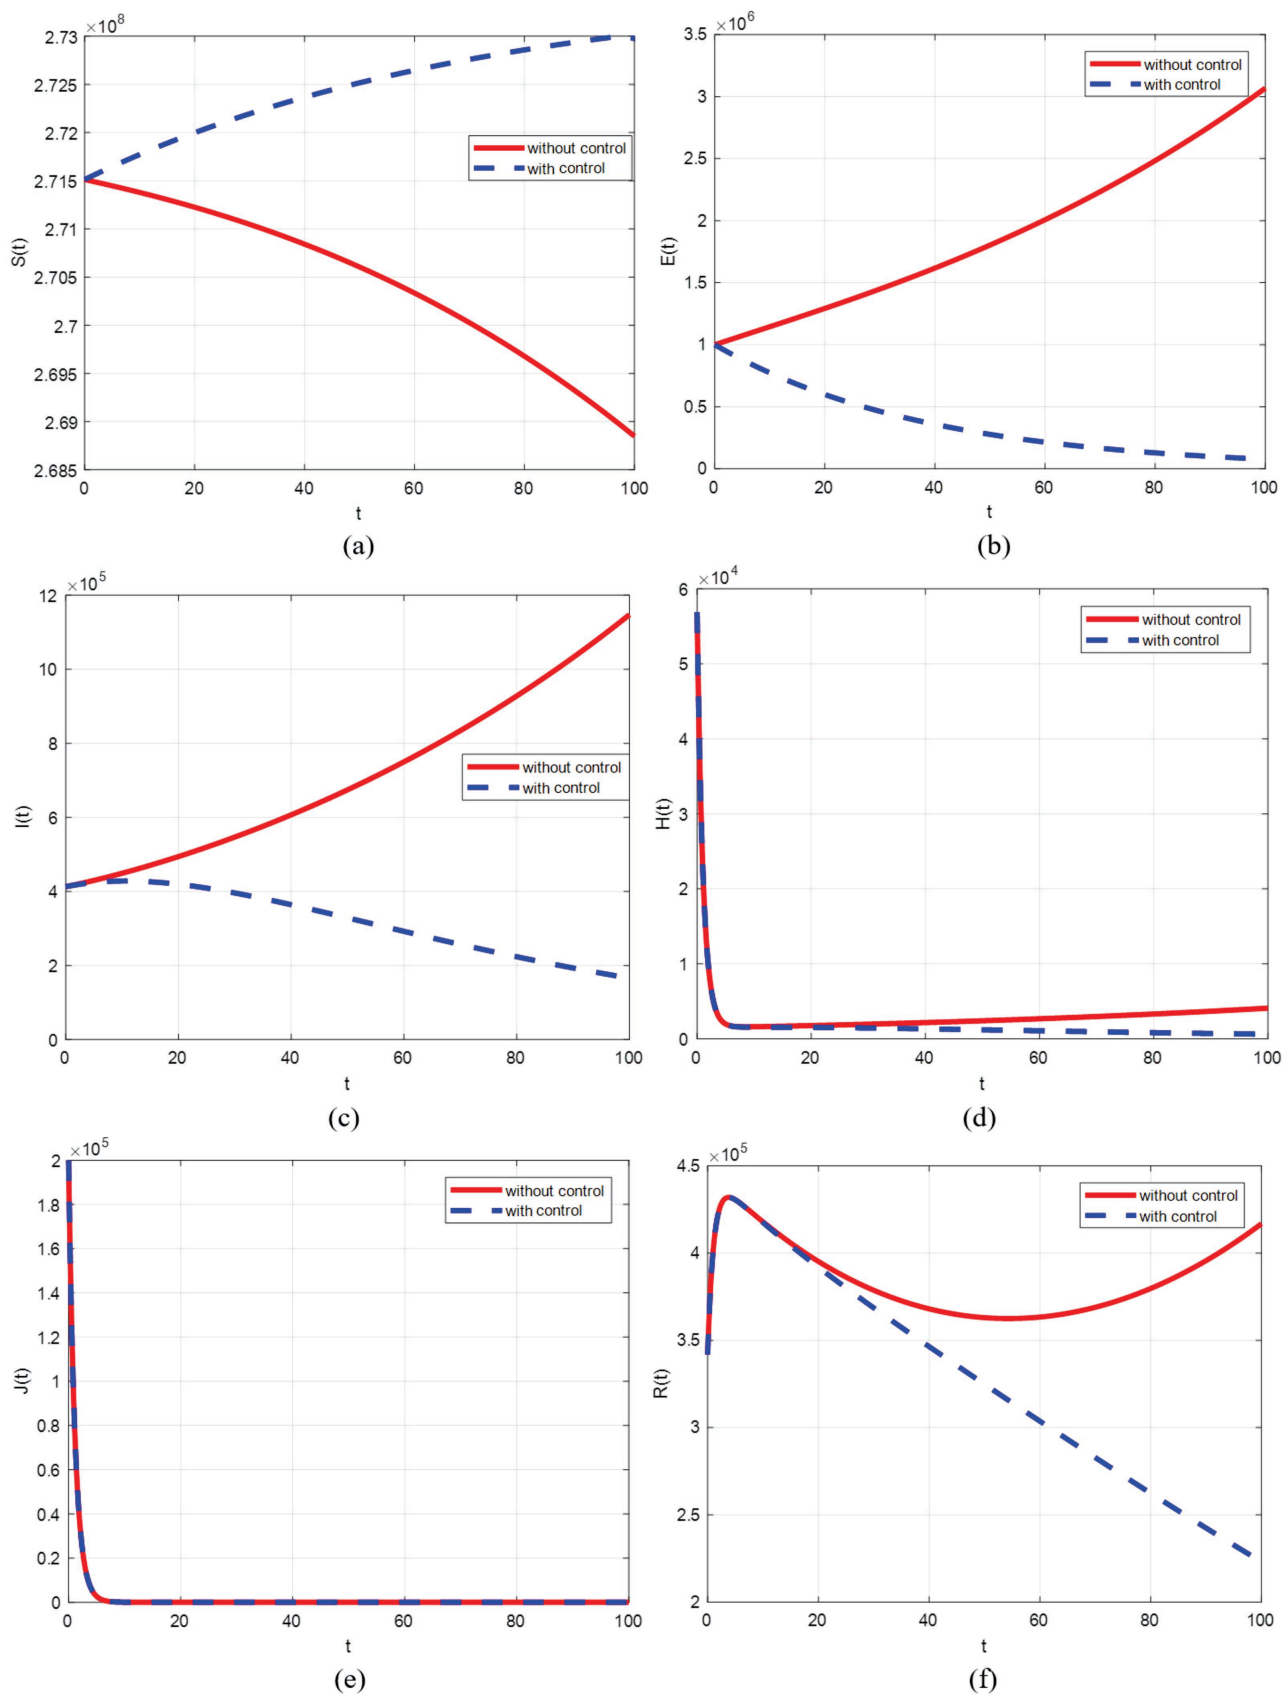 ×10^8
2.73
2.725
2.72
2.715
2.71
2.705
2.7
2.695
2.69
2.685
S(t)
without control
with control
0 20 40 60 80 100
t
(a)
×10^6
3.5
3
2.5
2
1.5
1
0.5
0
E(t)
without control
with control
0 20 40 60 80 100
t
(b)
×10^5
12
10
8
6
4
2
0
I(t)
without control
with control
0 20 40 60 80 100
t
(c)
×10^4
6
5
4
3
2
1
0
H(t)
without control
with control
0 20 40 60 80 100
t
(d)
×10^5
2
1.8
1.6
1.4
1.2
1
0.8
0.6
0.4
0.2
0
J(t)
without control
with control
0 20 40 60 80 100
t
(e)
×10^5
4.5
4
3.5
3
2.5
2
R(t)
without control
with control
0 20 40 60 80 100
t
(f)